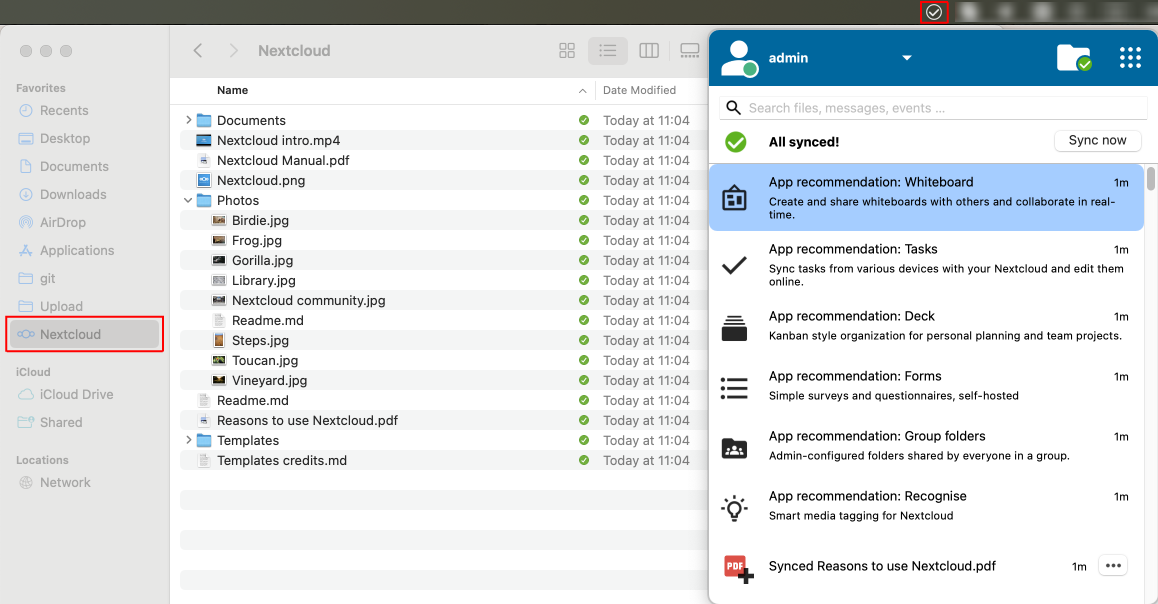 Nextcloud
Favorites
Recents
Desktop
Documents
Downloads
AirDrop
Applications
git
Upload
Nextcloud
iCloud
iCloud Drive
Shared
Locations
Network
Name Date Modified
Documents Today at 11:04
Nextcloud intro.mp4 Today at 11:04
Nextcloud Manual.pdf Today at 11:04
Nextcloud.png Today at 11:04
Photos Today at 11:04
Birdie.jpg Today at 11:04
Frog.jpg Today at 11:04
Gorilla.jpg Today at 11:04
Library.jpg Today at 11:04
Nextcloud community.jpg Today at 11:04
Readme.md Today at 11:04
Steps.jpg Today at 11:04
Toucan.jpg Today at 11:04
Vineyard.jpg Today at 11:04
Readme.md Today at 11:04
Reasons to use Nextcloud.pdf Today at 11:04
Templates Today at 11:04
Templates credits.md Today at 11:04
admin
Search files, messages, events ...
All synced! Sync now
App recommendation: Whiteboard 1m
Create and share whiteboards with others and collaborate in real-
time.
App recommendation: Tasks 1m
Sync tasks from various devices with your Nextcloud and edit them
online.
App recommendation: Deck 1m
Kanban style organization for personal planning and team projects.
App recommendation: Forms 1m
Simple surveys and questionnaires, self-hosted
App recommendation: Group folders 1m
Admin-configured folders shared by everyone in a group.
App recommendation: Recognise 1m
Smart media tagging for Nextcloud
PDF
Synced Reasons to use Nextcloud.pdf 1m